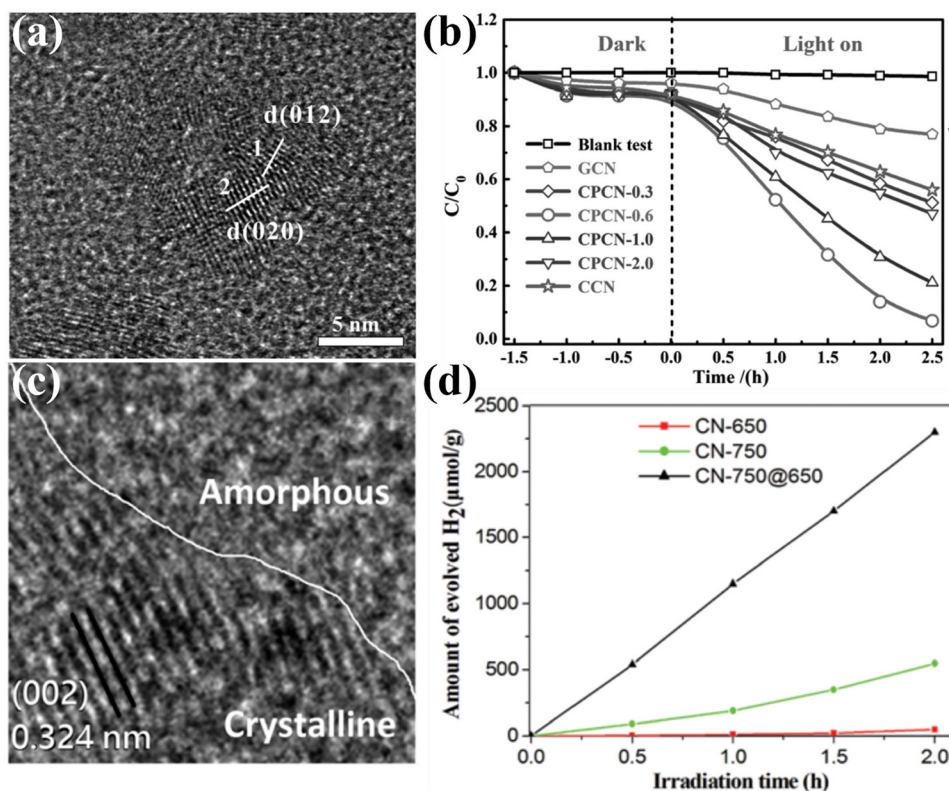 (a)
d(012)
1
2
d(020)
5 nm
(b)
Dark
Light on
C/C0
1.2
1.0
0.8
0.6
0.4
0.2
0.0
Blank test
GCN
CPCN-0.3
CPCN-0.6
CPCN-1.0
CPCN-2.0
CCN
-1.5 -1.0 -0.5 0.0 0.5 1.0 1.5 2.0 2.5
Time /(h)
(c)
Amorphous
(002)
0.324 nm
Crystalline
(d)
Amount of evolved H2(μmol/g)
2500
2000
1500
1000
500
0
CN-650
CN-750
CN-750@650
0.0 0.5 1.0 1.5 2.0
Irradiation time (h)